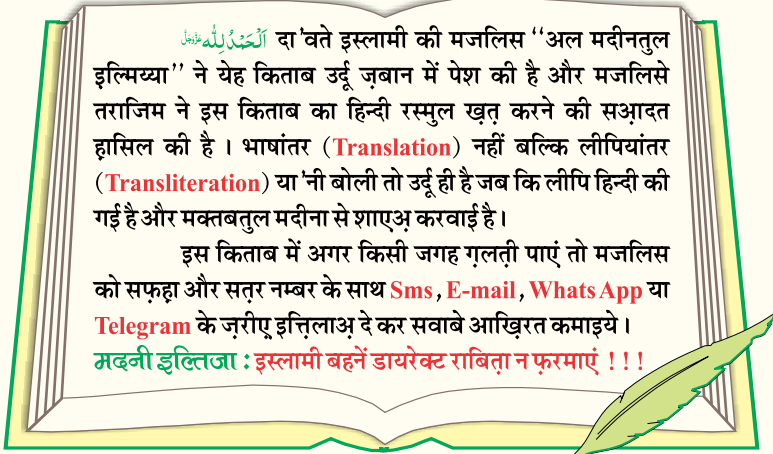 اَلْحَمْدُ لِلّٰه عَزَّوَجَلَّ दा'वते इस्लामी की मजलिस ‘‘अल मदीनतुल
इल्मिय्या’’ ने येह किताब उर्दू ज़बान में पेश की है और मजलिसे
तराजिम ने इस किताब का हिन्दी रस्मुल ख़त़ करने की सआ़दत
ह़ासिल की है । भाषांतर (Translation) नहीं बल्कि लीपियांतर
(Transliteration) या'नी बोली तो उर्दू ही है जब कि लीपि हिन्दी की
गई है और मक्तबतुल मदीना से शाएअ़ करवाई है ।
इस किताब में अगर किसी जगह ग़लत़ी पाएं तो मजलिस
को सफ़ह़ा और सत़र नम्बर के साथ Sms, E-mail, Whats App या
Telegram के ज़रीए़ इत्तिलाअ़ दे कर सवाबे आख़िरत कमाइये ।
मदनी इल्तिजा : इस्लामी बहनें डायरेक्ट राबित़ा न फ़रमाएं !!!